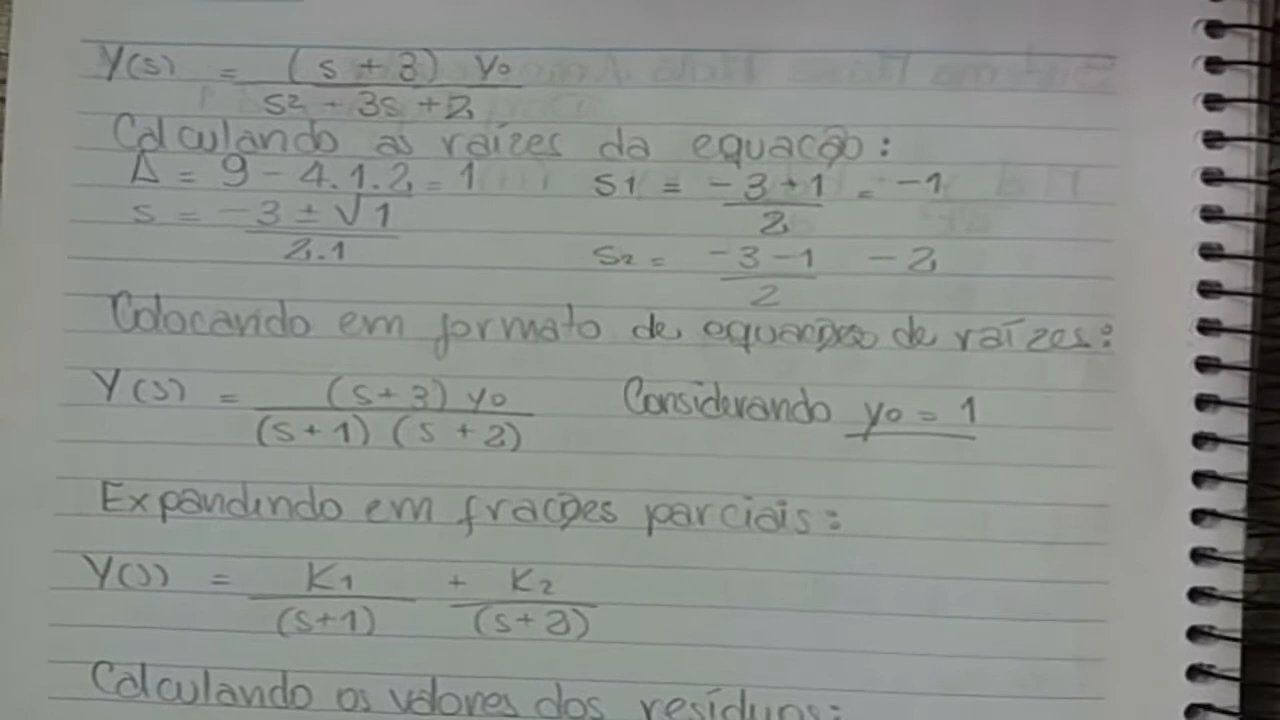 Y(s) = (s + 3) y0
s2 + 3s + 2
Calculando as raízes da equação:
Δ = 9 - 4.1.2 = 1 s1 = -3+1 = -1
s = -3 ± √1 2
2.1 s2 = -3-1 -2
2
Colocando em formato de equações de raízes:
Y(s) = (s+3) y0 Considerando y0 = 1
(s+1) (s+2)
Expandindo em frações parciais:
Y(s) = K1 + K2
(s+1) (s+2)
Calculando os valores dos resíduos: